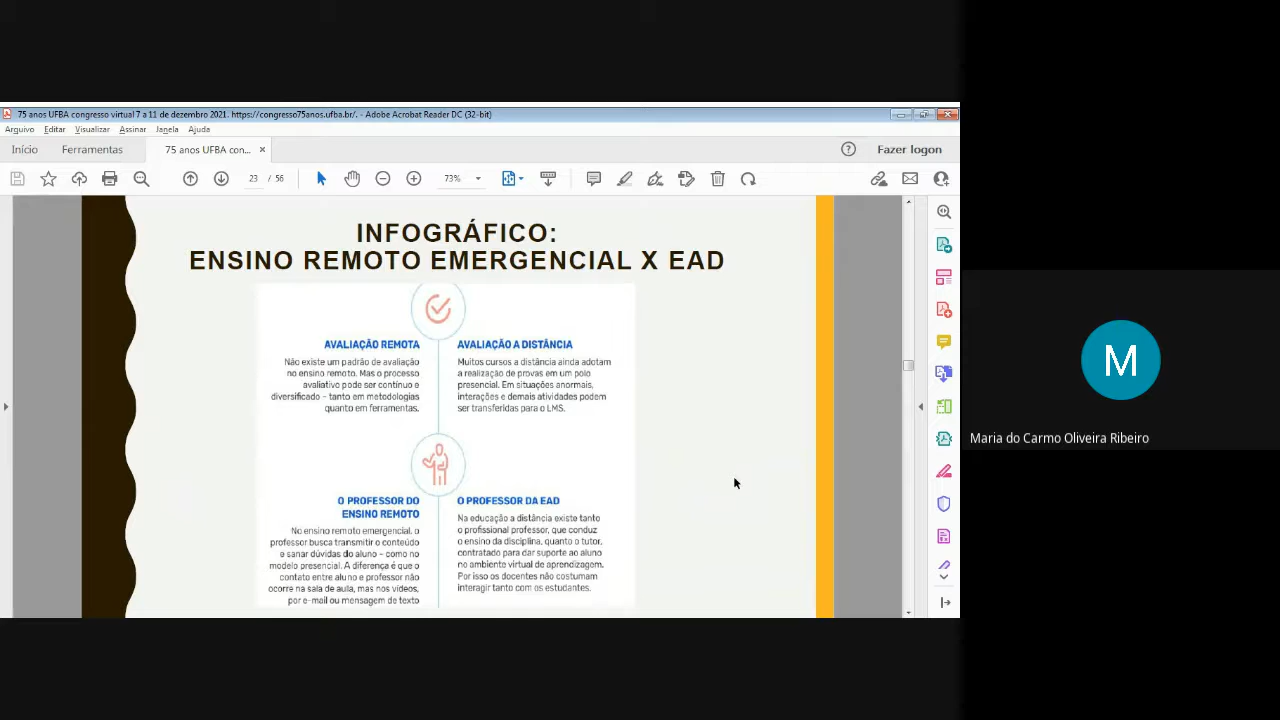 75 anos UFBA congresso virtual 7 a 11 de dezembro 2021. https://congresso75anos.ufba.br/. - Adobe Acrobat Reader DC (32-bit)
Arquivo Editar Visualizar Assinar Janela Ajuda
Início Ferramentas 75 anos UFBA con... × Fazer logon
23 / 56 73%
INFOGRÁFICO:
ENSINO REMOTO EMERGENCIAL X EAD
AVALIAÇÃO REMOTA
Não existe um padrão de avaliação
no ensino remoto. Mas o processo
avaliativo pode ser contínuo e
diversificado – tanto em metodologias
quanto em ferramentas.
AVALIAÇÃO A DISTÂNCIA
Muitos cursos a distância ainda adotam
a realização de provas em um polo
presencial. Em situações anormais,
interações e demais atividades podem
ser transferidas para o LMS.
O PROFESSOR DO
ENSINO REMOTO
No ensino remoto emergencial, o
professor busca transmitir o conteúdo
e sanar dúvidas do aluno – como no
modelo presencial. A diferença é que o
contato entre aluno e professor não
ocorre na sala de aula, mas nos vídeos,
por e-mail ou mensagem de texto
O PROFESSOR DA EAD
Na educação a distância existe tanto
o profissional professor, que conduz
o ensino da disciplina, quanto o tutor,
contratado para dar suporte ao aluno
no ambiente virtual de aprendizagem.
Por isso os docentes não costumam
interagir tanto com os estudantes.
M
Maria do Carmo Oliveira Ribeiro